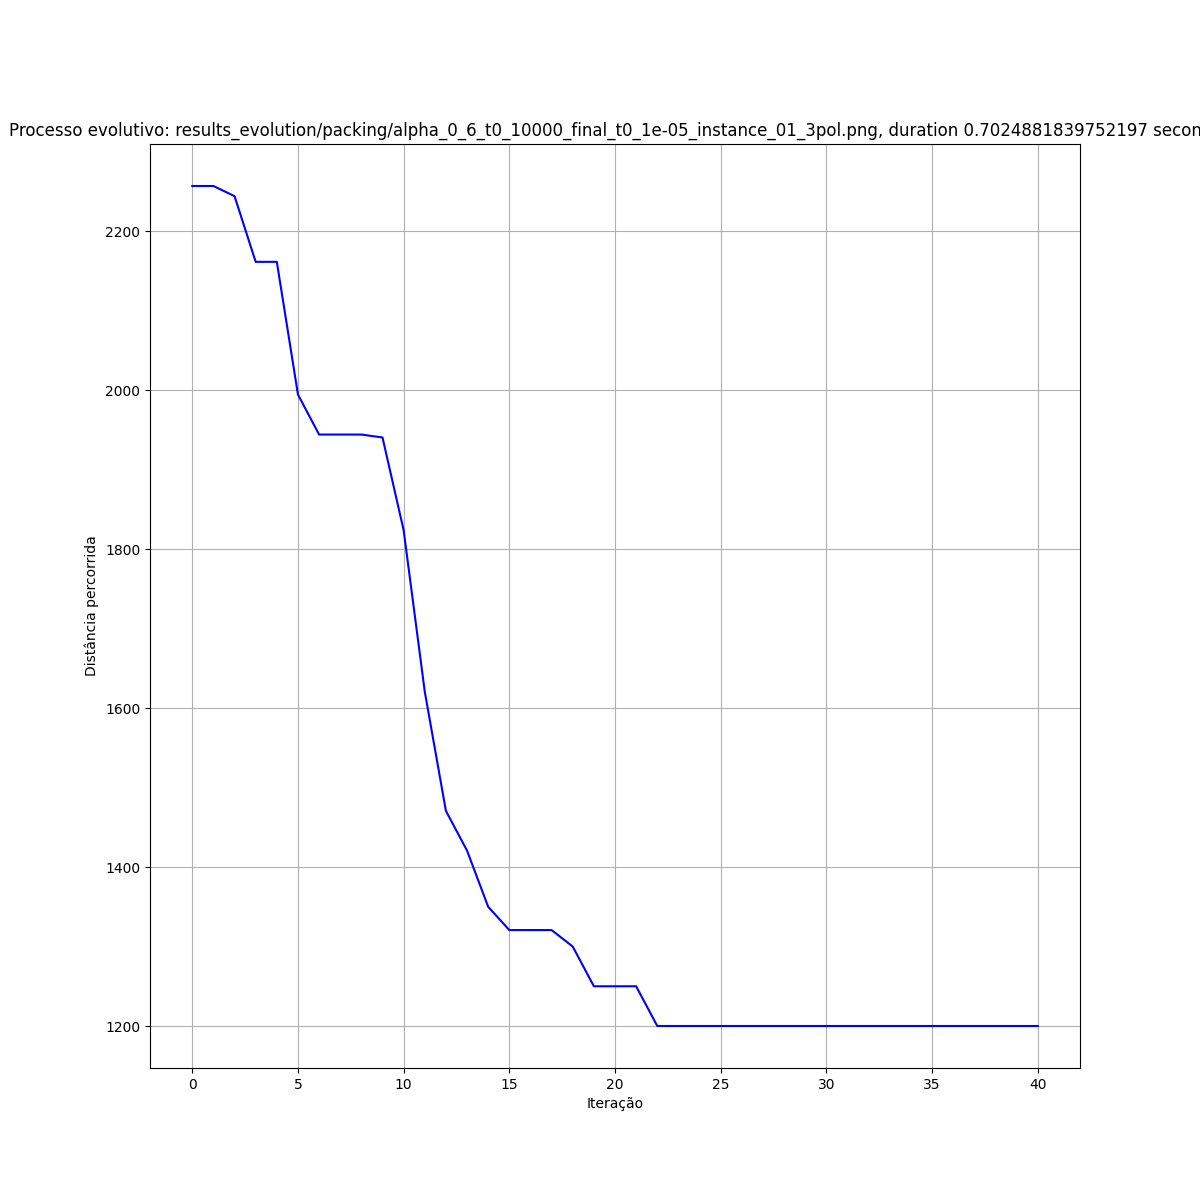 Processo evolutivo: results_evolution/packing/alpha_0_6_t0_10000_final_t0_1e-05_instance_01_3pol.png, duration 0.7024881839752197 secon
2200
2000
1800
1600
1400
1200
Distância percorrida
0 5 10 15 20 25 30 35 40
Iteração